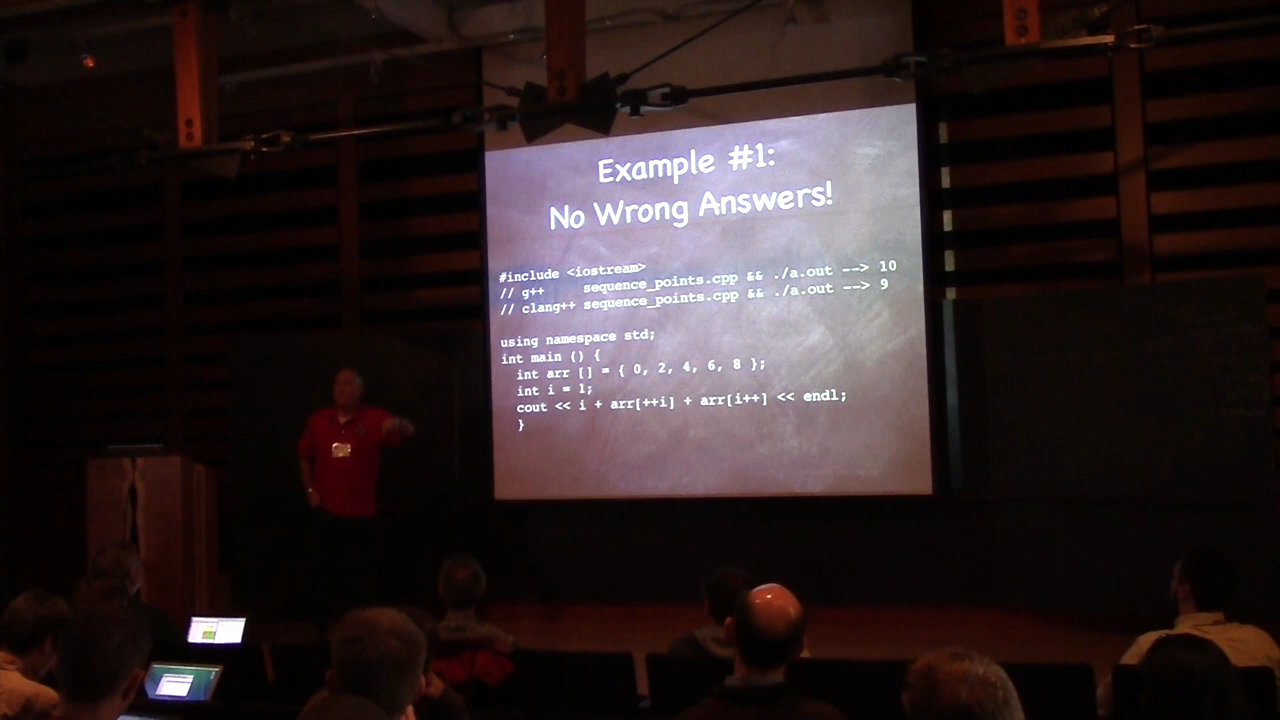 Example #1:
No Wrong Answers!
#include <iostream>
// g++     sequence_points.cpp && ./a.out --> 10
// clang++ sequence_points.cpp && ./a.out --> 9
using namespace std;
int main () {
  int arr [] = { 0, 2, 4, 6, 8 };
  int i = 1;
  cout << i + arr[++i] + arr[i++] << endl;
  }